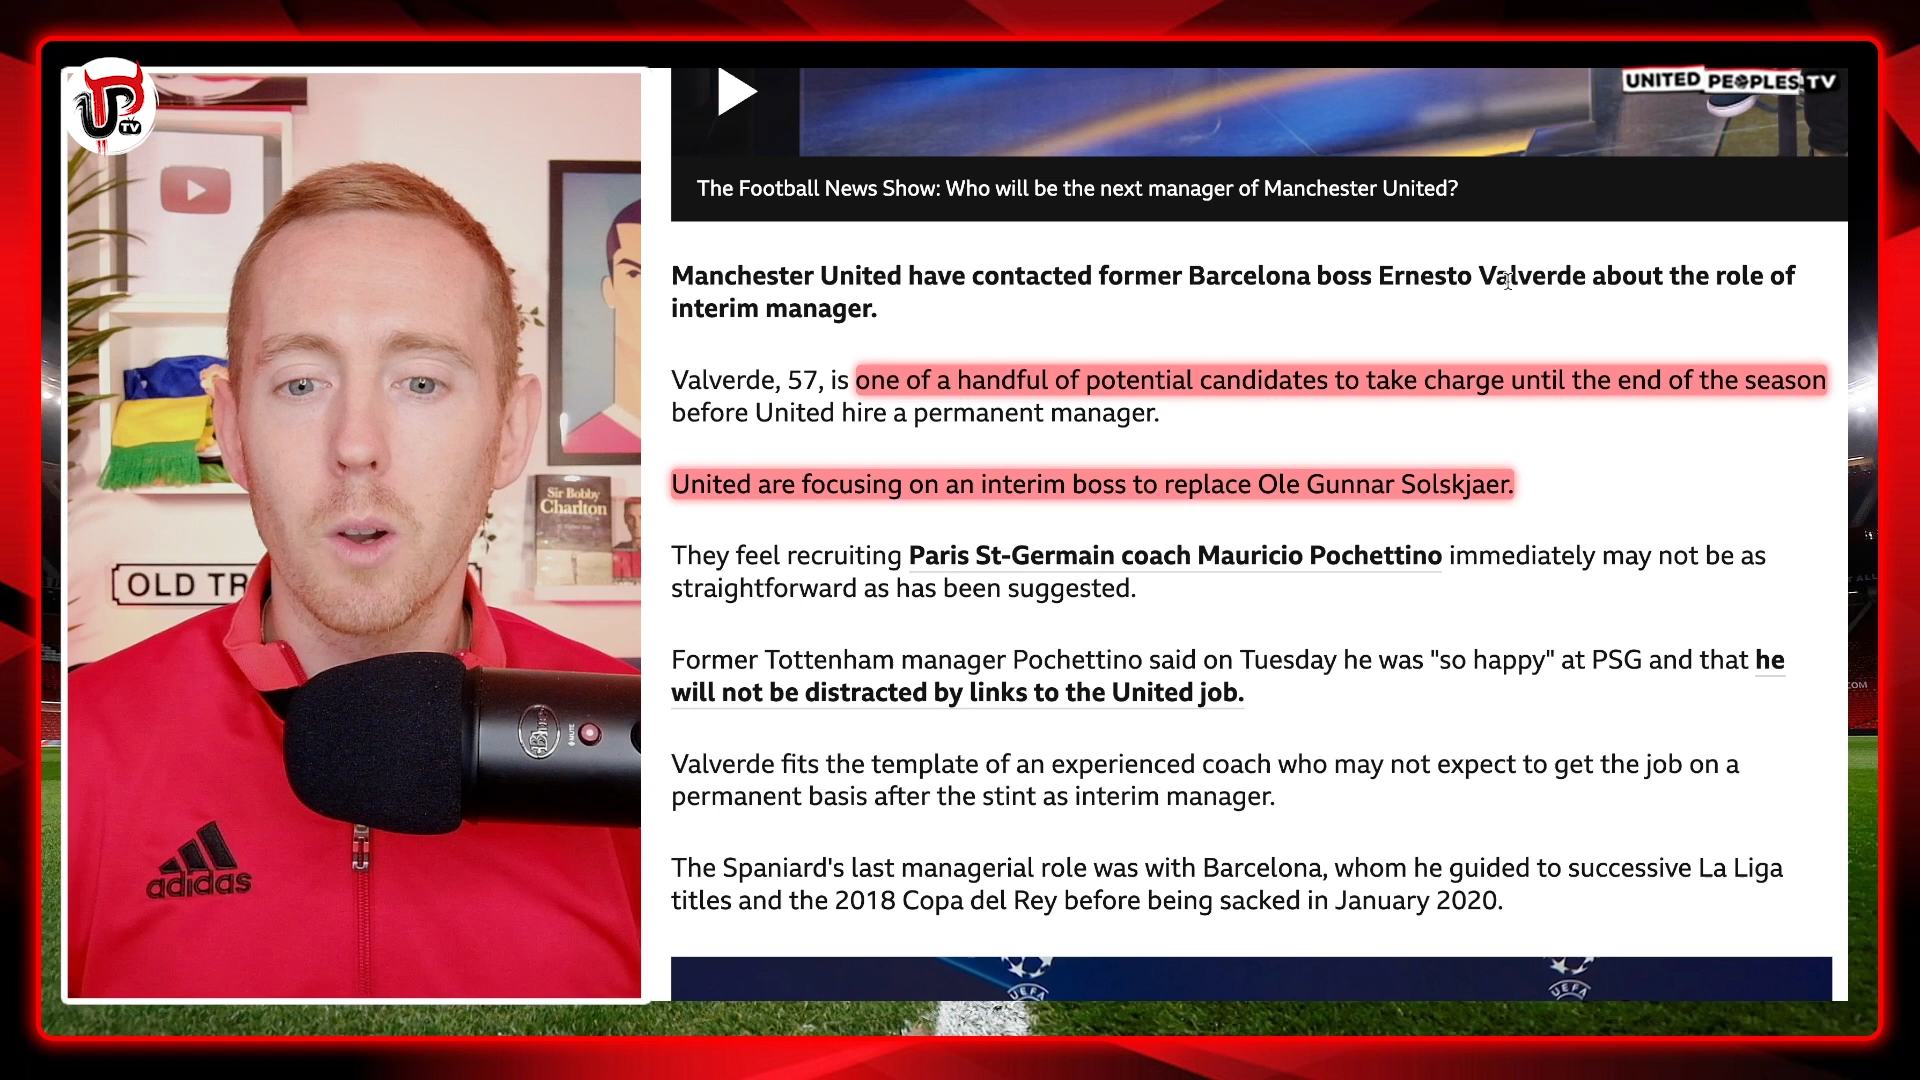 UP
TV
UNITED PEOPLES TV
The Football News Show: Who will be the next manager of Manchester United?
Manchester United have contacted former Barcelona boss Ernesto Valverde about the role of
interim manager.
Valverde, 57, is one of a handful of potential candidates to take charge until the end of the season
before United hire a permanent manager.
United are focusing on an interim boss to replace Ole Gunnar Solskjaer.
They feel recruiting Paris St-Germain coach Mauricio Pochettino immediately may not be as
straightforward as has been suggested.
Former Tottenham manager Pochettino said on Tuesday he was "so happy" at PSG and that he
will not be distracted by links to the United job.
Valverde fits the template of an experienced coach who may not expect to get the job on a
permanent basis after the stint as interim manager.
The Spaniard's last managerial role was with Barcelona, whom he guided to successive La Liga
titles and the 2018 Copa del Rey before being sacked in January 2020.
UEFA
UEFA
Sir Bobby
Charlton
OLD TR
Blue
MUTE
adidas